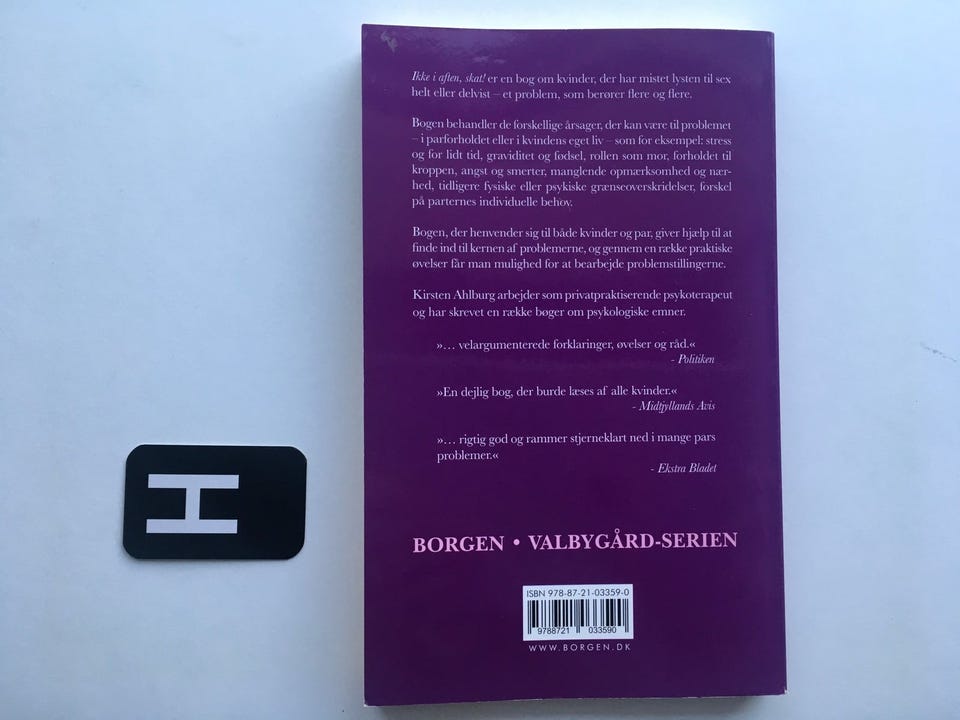 Ikke i aften, skat! er en bog om kvinder, der har mistet lysten til sex
helt eller delvist – et problem, som berører flere og flere.
Bogen behandler de forskellige årsager, der kan være til problemet
– i parforholdet eller i kvindens eget liv – som for eksempel: stress
og for lidt tid, graviditet og fødsel, rollen som mor, forholdet til
kroppen, angst og smerter, manglende opmærksomhed og nær-
hed, tidligere fysiske eller psykiske grænseoverskridelser, forskel
på parternes individuelle behov.
Bogen, der henvender sig til både kvinder og par, giver hjælp til at
finde ind til kernen af problemerne, og gennem en række praktiske
øvelser får man mulighed for at bearbejde problemstillingerne.
Kirsten Ahlburg arbejder som privatpraktiserende psykoterapeut
og har skrevet en række bøger om psykologiske emner.
»… velargumenterede forklaringer, øvelser og råd.«
- Politiken
»En dejlig bog, der burde læses af alle kvinder.«
- Midtjyllands Avis
»… rigtig god og rammer stjerneklart ned i mange pars
problemer.«
- Ekstra Bladet
H
BORGEN • VALBYGÅRD-SERIEN
ISBN 978-87-21-03359-0
9788721 033590
WWW.BORGEN.DK